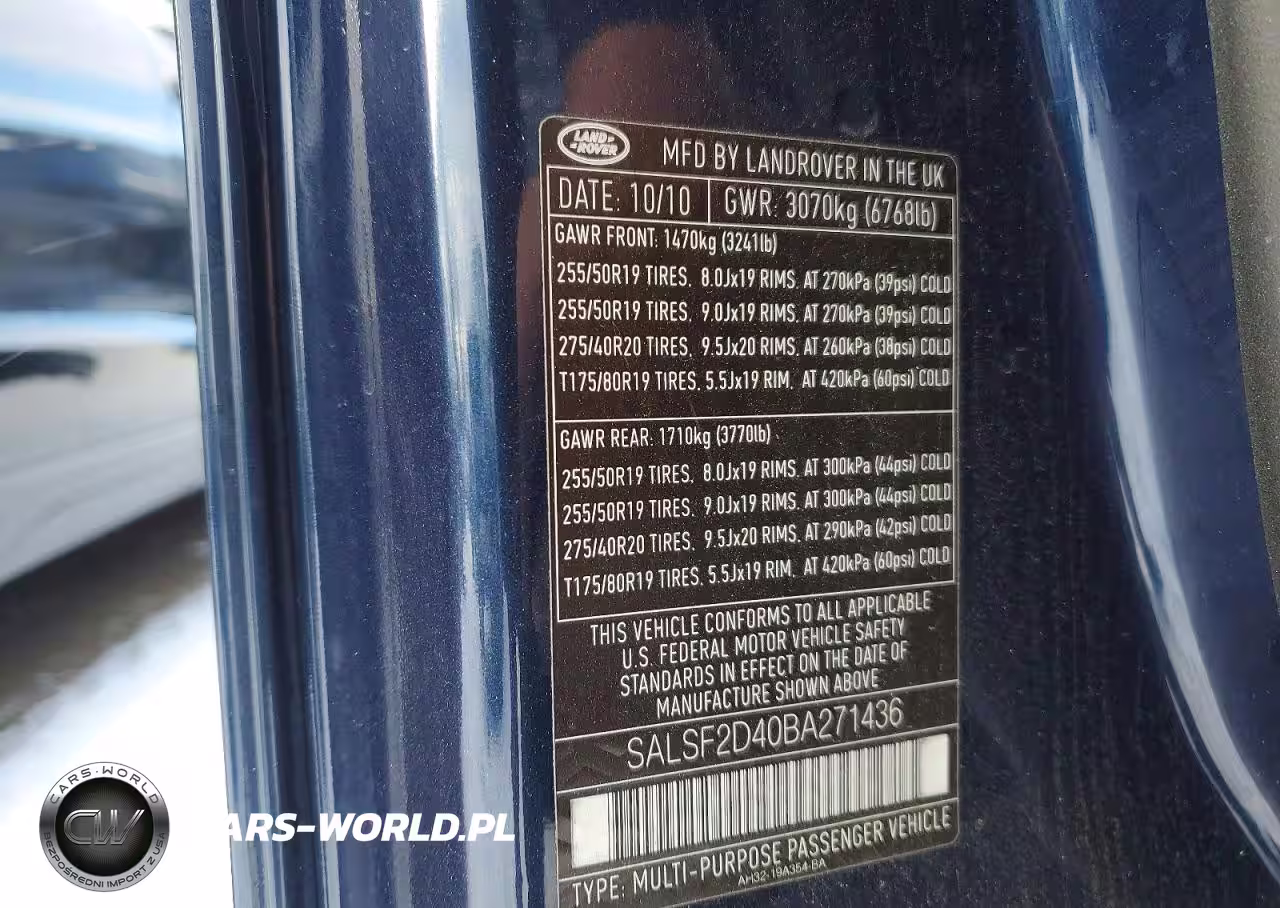 LAND-
-ROVER
MFD BY LANDROVER IN THE UK
DATE: 10/10 GWR: 3070kg (6768lb)
GAWR FRONT: 1470kg (3241lb)
255/50R19 TIRES. 8.0Jx19 RIMS. AT 270kPa (39psi) COLD
255/50R19 TIRES. 9.0Jx19 RIMS. AT 270kPa (39psi) COLD
275/40R20 TIRES. 9.5Jx20 RIMS. AT 260kPa (38psi) COLD
T175/80R19 TIRES. 5.5Jx19 RIM. AT 420kPa (60psi) COLD
GAWR REAR: 1710kg (3770lb)
255/50R19 TIRES. 8.0Jx19 RIMS. AT 300kPa (44psi) COLD
255/50R19 TIRES. 9.0Jx19 RIMS. AT 300kPa (44psi) COLD
275/40R20 TIRES. 9.5Jx20 RIMS. AT 290kPa (42psi) COLD
T175/80R19 TIRES. 5.5Jx19 RIM. AT 420kPa (60psi) COLD
THIS VEHICLE CONFORMS TO ALL APPLICABLE
U.S. FEDERAL MOTOR VEHICLE SAFETY
STANDARDS IN EFFECT ON THE DATE OF
MANUFACTURE SHOWN ABOVE
SALSF2D40BA271436
TYPE: MULTI-PURPOSE PASSENGER VEHICLE
AH32-19A354-BA
CARS-WORLD
CW
BEZPOŚREDNI IMPORT Z USA
CARS-WORLD.PL